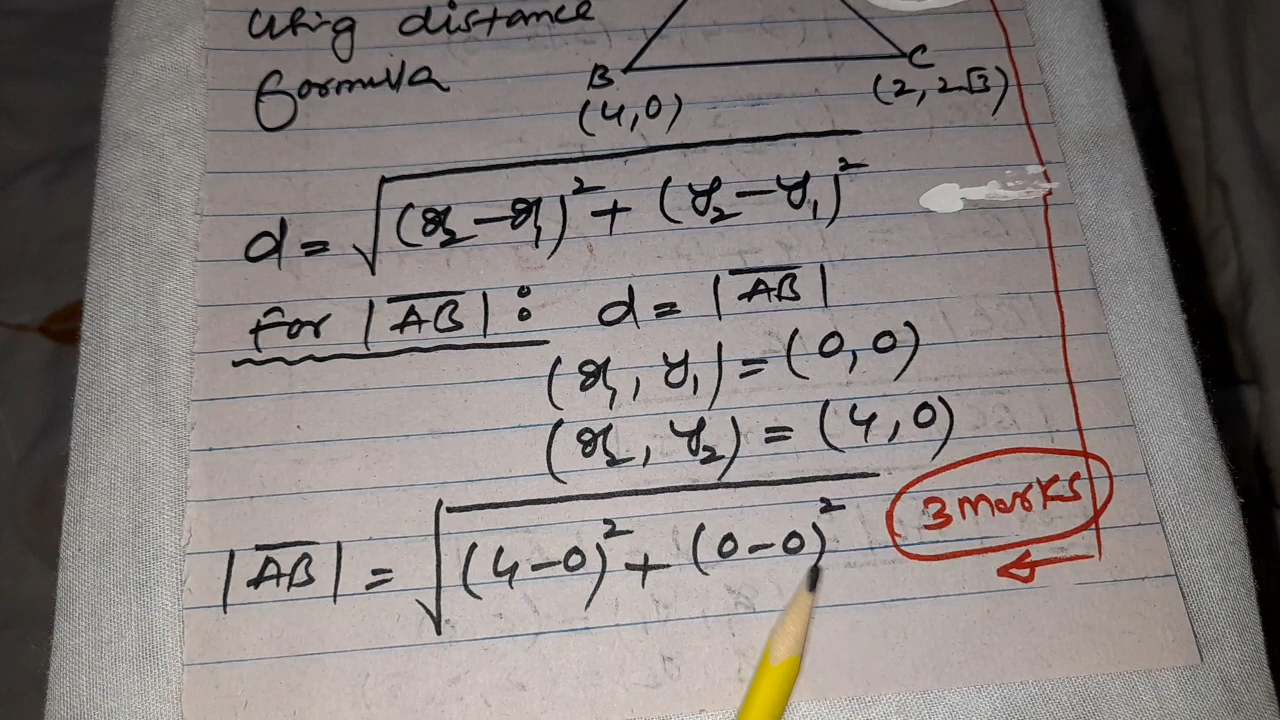 Using distance
formula
B
C
(4,0)
(2, 2√3)
d = √(x₂-x₁)² + (y₂-y₁)²
For |AB| : d = |AB|
(x₁, y₁) = (0,0)
(x₂, y₂) = (4,0)
3 marks
|AB| = √(4-0)² + (0-0)²